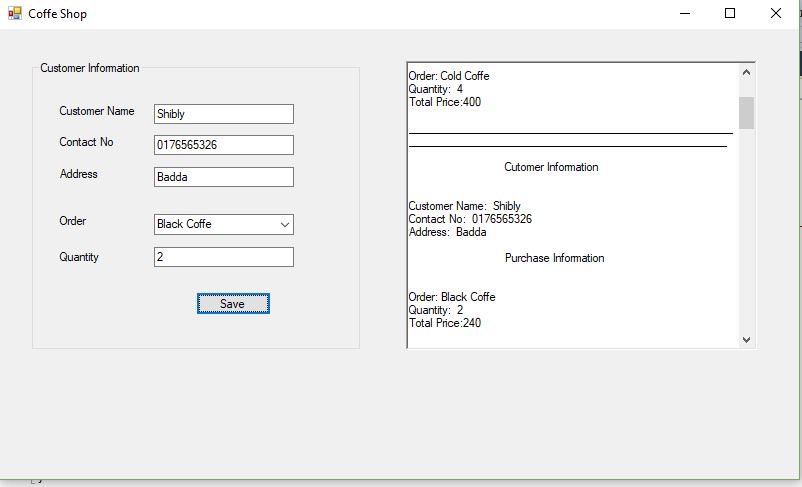 Coffe Shop
Customer Information
Customer Name Shibly
Contact No 0176565326
Address Badda
Order Black Coffe
Quantity 2
Save
Order: Cold Coffe
Quantity: 4
Total Price:400
Cutomer Information
Customer Name: Shibly
Contact No: 0176565326
Address: Badda
Purchase Information
Order: Black Coffe
Quantity: 2
Total Price:240